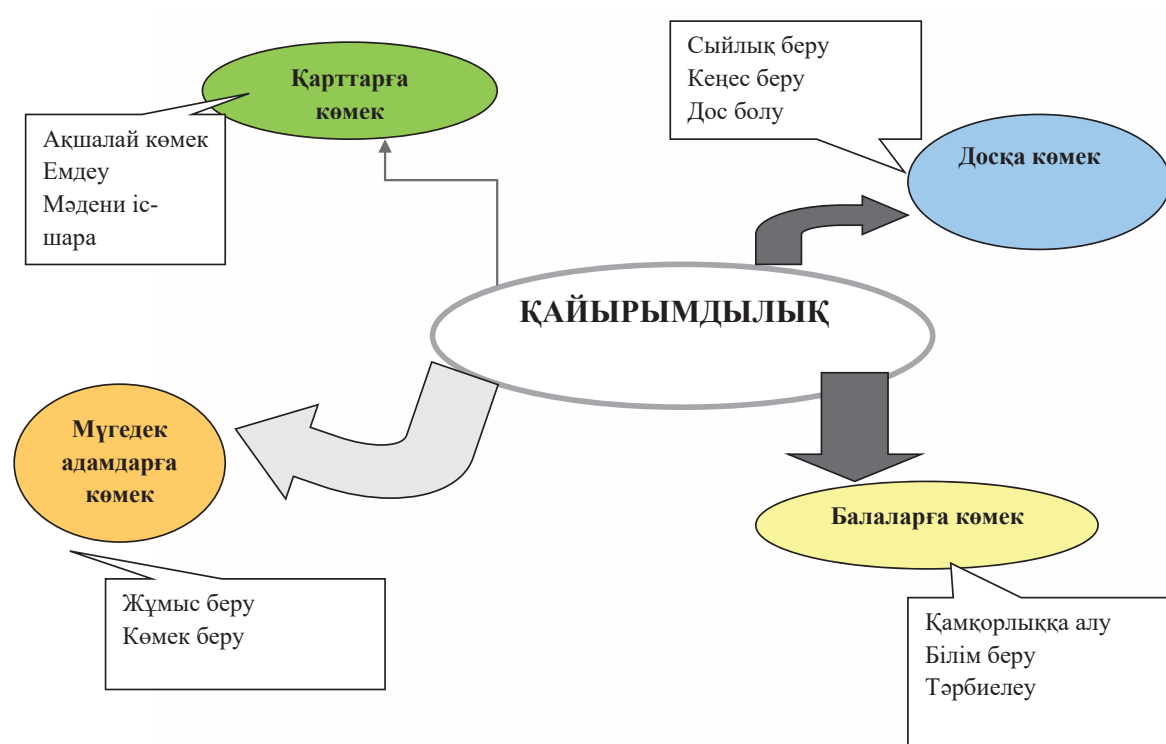 Қарттарға
көмек
Ақшалай көмек
Емдеу
Мәдени іс-
шара
Сыйлық беру
Кеңес беру
Дос болу
Досқа көмек
ҚАЙЫРЫМДЫЛЫҚ
Мүгедек
адамдарға
көмек
Жұмыс беру
Көмек беру
Балаларға көмек
Қамқорлыққа алу
Білім беру
Тәрбиелеу